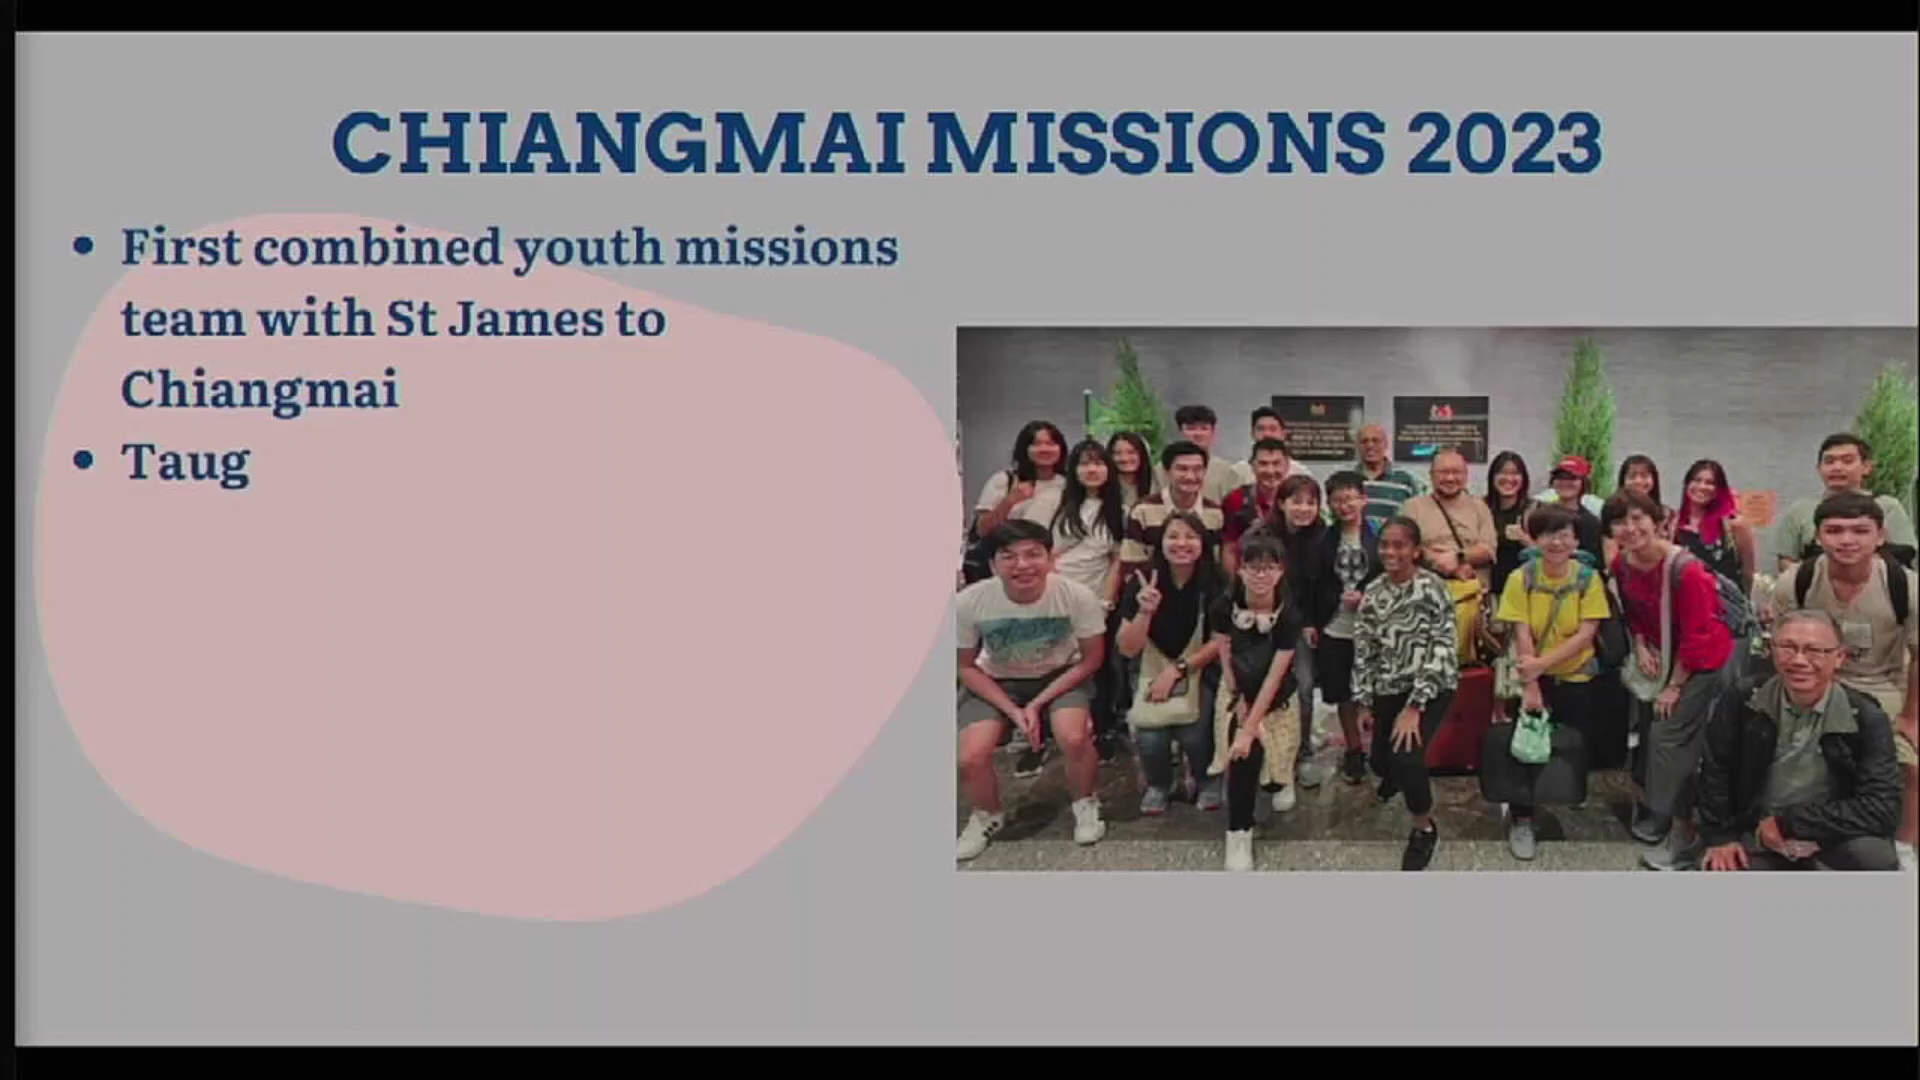 CHIANGMAI MISSIONS 2023
• First combined youth missions
team with St James to
Chiangmai
• Taug